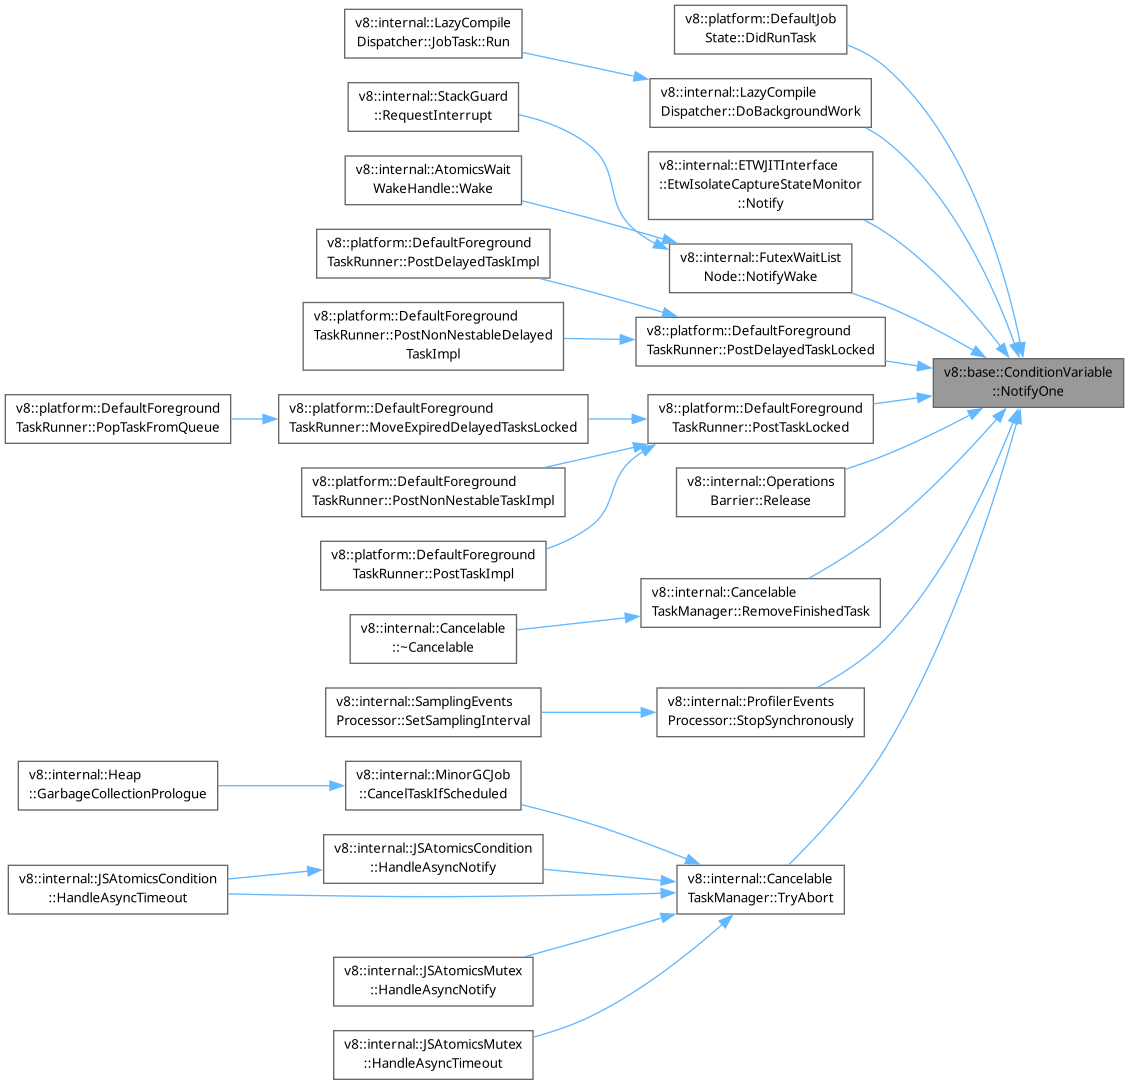 v8::internal::LazyCompile
Dispatcher::JobTask::Run
v8::platform::DefaultJob
State::DidRunTask
v8::internal::StackGuard
::RequestInterrupt
v8::internal::LazyCompile
Dispatcher::DoBackgroundWork
v8::internal::AtomicsWait
WakeHandle::Wake
v8::internal::ETWJITInterface
::EtwIsolateCaptureStateMonitor
::Notify
v8::platform::DefaultForeground
TaskRunner::PostDelayedTaskImpl
v8::internal::FutexWaitList
Node::NotifyWake
v8::platform::DefaultForeground
TaskRunner::PostNonNestableDelayed
TaskImpl
v8::platform::DefaultForeground
TaskRunner::PostDelayedTaskLocked
v8::base::ConditionVariable
::NotifyOne
v8::platform::DefaultForeground
TaskRunner::PopTaskFromQueue
v8::platform::DefaultForeground
TaskRunner::MoveExpiredDelayedTasksLocked
v8::platform::DefaultForeground
TaskRunner::PostTaskLocked
v8::platform::DefaultForeground
TaskRunner::PostNonNestableTaskImpl
v8::internal::Operations
Barrier::Release
v8::platform::DefaultForeground
TaskRunner::PostTaskImpl
v8::internal::Cancelable
TaskManager::RemoveFinishedTask
v8::internal::Cancelable
::~Cancelable
v8::internal::SamplingEvents
Processor::SetSamplingInterval
v8::internal::ProfilerEvents
Processor::StopSynchronously
v8::internal::Heap
::GarbageCollectionPrologue
v8::internal::MinorGCJob
::CancelTaskIfScheduled
v8::internal::JSAtomicsCondition
::HandleAsyncNotify
v8::internal::JSAtomicsCondition
::HandleAsyncTimeout
v8::internal::Cancelable
TaskManager::TryAbort
v8::internal::JSAtomicsMutex
::HandleAsyncNotify
v8::internal::JSAtomicsMutex
::HandleAsyncTimeout